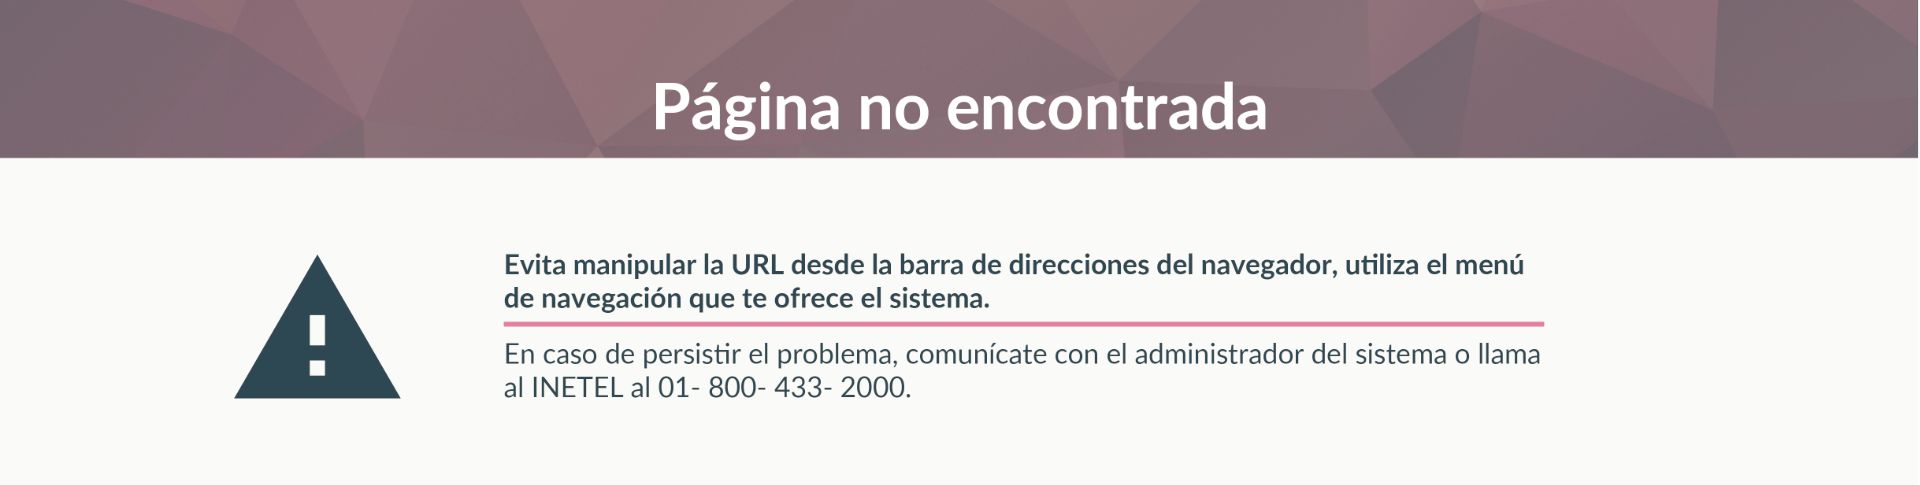 Página no encontrada
Evita manipular la URL desde la barra de direcciones del navegador, utiliza el menú
de navegación que te ofrece el sistema.
En caso de persistir el problema, comunícate con el administrador del sistema o llama
al INETEL al 01- 800- 433- 2000.